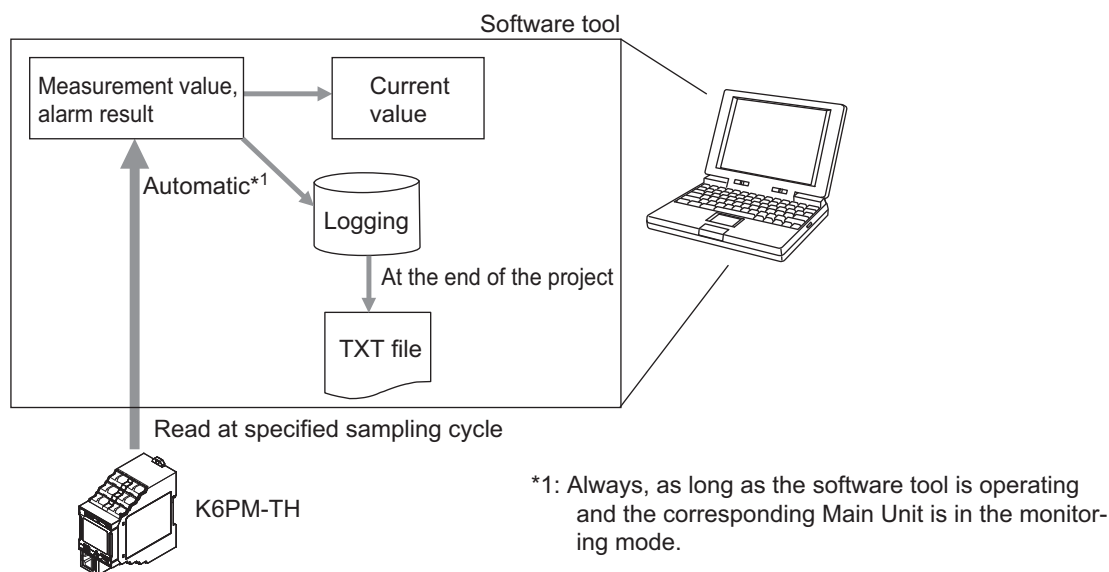 Software tool
Measurement value,
alarm result
Current
value
Automatic*1
Logging
At the end of the project
TXT file
Read at specified sampling cycle
K6PM-TH
*1: Always, as long as the software tool is operating
and the corresponding Main Unit is in the monitor-
ing mode.